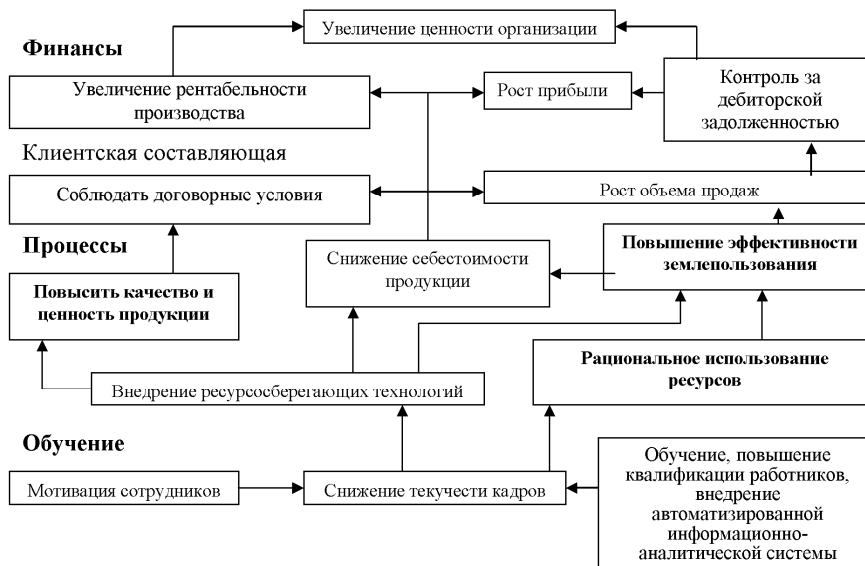 Увеличение ценности организации
Финансы
Увеличение рентабельности
производства
Рост прибыли
Контроль за
дебиторской
задолженностью
Клиентская составляющая
Соблюдать договорные условия
Рост объема продаж
Процессы
Снижение себестоимости
продукции
Повышение эффективности
землепользования
Повысить качество и
ценность продукции
Внедрение ресурсосберегающих технологий
Рациональное использование
ресурсов
Обучение
Мотивация сотрудников
Снижение текучести кадров
Обучение, повышение
квалификации работников,
внедрение
автоматизированной
информационно-
аналитической системы